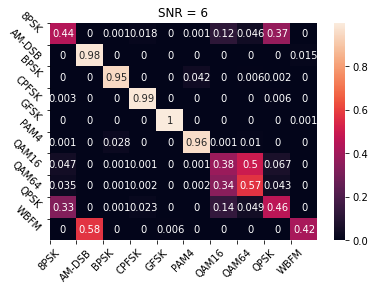 SNR = 6
8PSK 0.44 0 0.001 0.018 0 0.001 0.12 0.046 0.37 0
AM-DSB 0 0.98 0 0 0 0 0 0 0 0.015
BPSK 0 0 0.95 0 0 0.042 0 0.006 0.002 0
CPFSK 0.003 0 0 0.99 0 0 0 0 0.006 0
GFSK 0 0 0 0 1 0 0 0 0 0.001
PAM4 0.001 0 0.028 0 0 0.96 0.001 0.01 0 0
QAM16 0.047 0 0.001 0.001 0 0.001 0.38 0.5 0.067 0
QAM64 0.035 0 0.001 0.002 0 0 0.34 0.57 0.043 0
QPSK 0.33 0 0.001 0.023 0 0 0.14 0.049 0.46 0
WBFM 0 0.58 0 0 0.006 0 0 0 0 0.42
8PSK AM-DSB BPSK CPFSK GFSK PAM4 QAM16 QAM64 QPSK WBFM
0.8
0.6
0.4
0.2
0.0